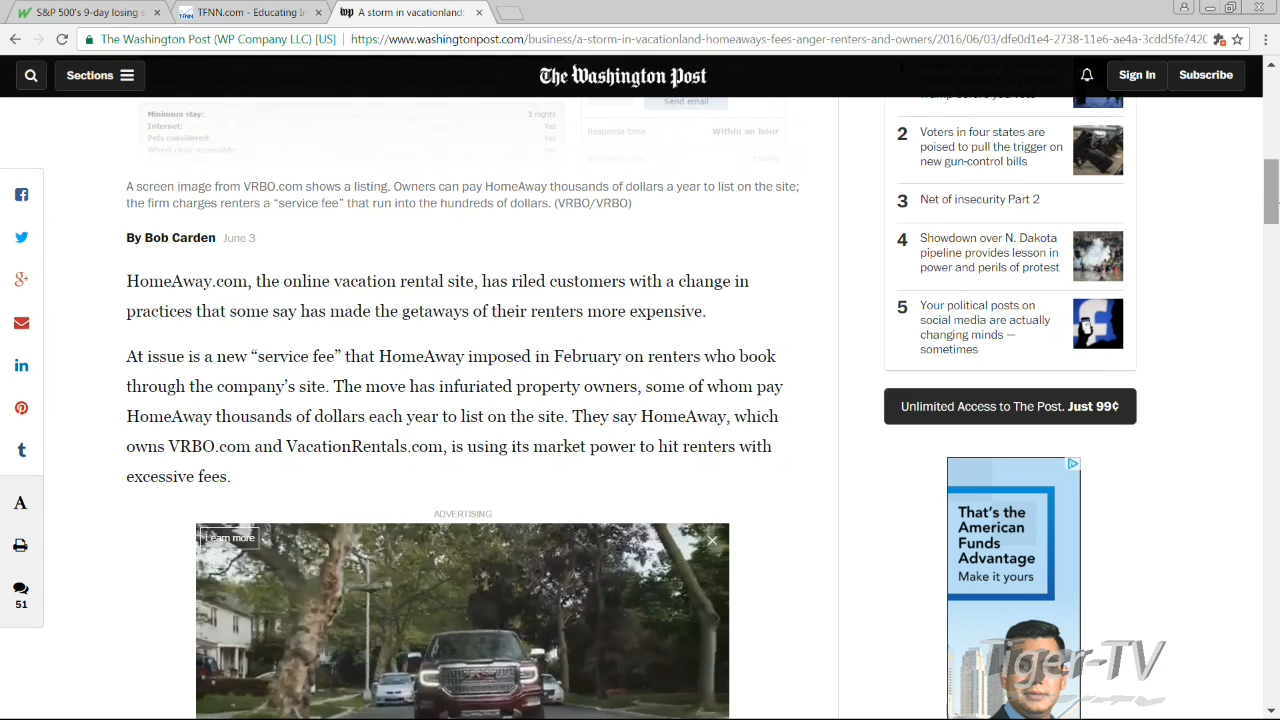 S&P 500's 9-day losing s
TFNN.com - Educating Ir
A storm in vacationland:
The Washington Post (WP Company LLC) [US]
https://www.washingtonpost.com/business/a-storm-in-vacationland-homeaways-fees-anger-renters-and-owners/2016/06/03/dfe0d1e4-2738-11e6-ae4a-3cdd5fe7420
Sections
The Washington Post
Sign In
Subscribe
Minimum stay: 3 nights
Internet: Yes
Pets considered: Yes
Wheel chair accessible: Yes
Send email
Response time Within an hour
100%
A screen image from VRBO.com shows a listing. Owners can pay HomeAway thousands of dollars a year to list on the site;
the firm charges renters a “service fee” that run into the hundreds of dollars. (VRBO/VRBO)
By Bob Carden June 3
HomeAway.com, the online vacation rental site, has riled customers with a change in
practices that some say has made the getaways of their renters more expensive.
At issue is a new “service fee” that HomeAway imposed in February on renters who book
through the company’s site. The move has infuriated property owners, some of whom pay
HomeAway thousands of dollars each year to list on the site. They say HomeAway, which
owns VRBO.com and VacationRentals.com, is using its market power to hit renters with
excessive fees.
ADVERTISING
Learn more
A
51
2 Voters in four states are
poised to pull the trigger on
new gun-control bills
3 Net of insecurity Part 2
4 Showdown over N. Dakota
pipeline provides lesson in
power and perils of protest
5 Your political posts on
social media are actually
changing minds —
sometimes
Unlimited Access to The Post. Just 99¢
That’s the
American
Funds
Advantage
Make it yours
Tiger-TV